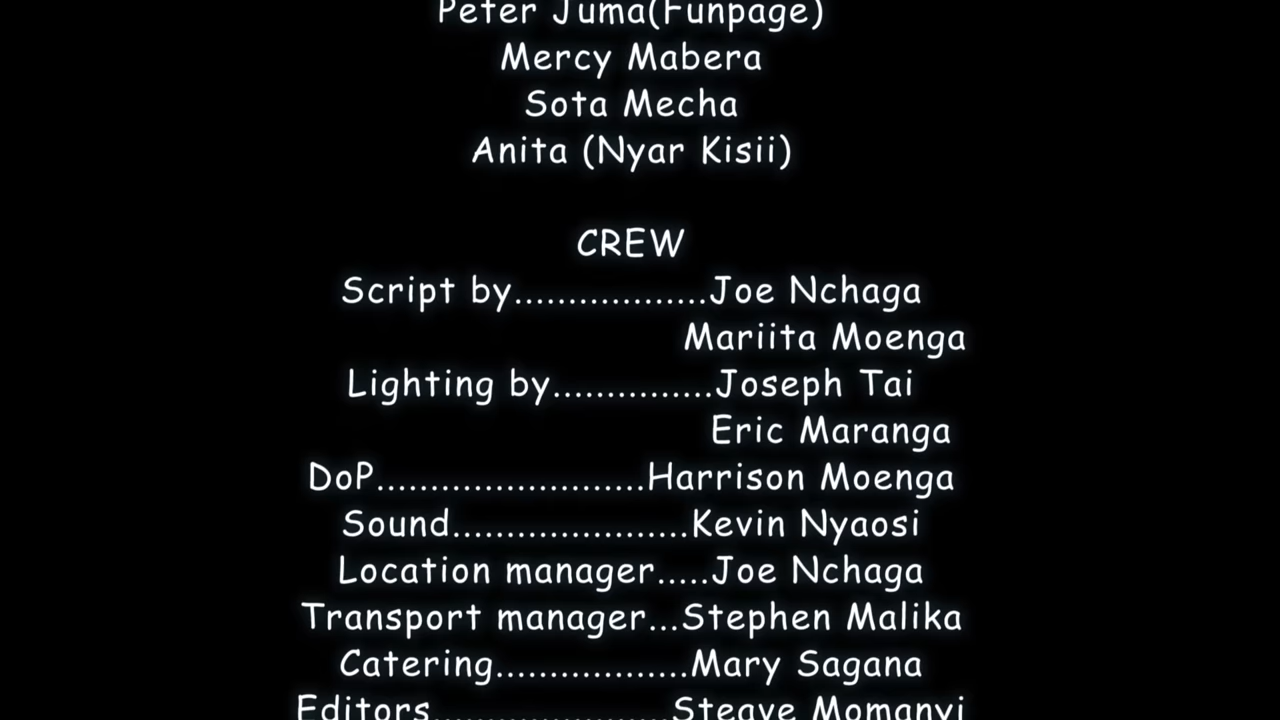 Peter Juma(Funpage)
Mercy Mabera
Sota Mecha
Anita (Nyar Kisii)
CREW
Script by..................Joe Nchaga
Mariita Moenga
Lighting by...............Joseph Tai
Eric Maranga
DoP.........................Harrison Moenga
Sound......................Kevin Nyaosi
Location manager.....Joe Nchaga
Transport manager...Stephen Malika
Catering..................Mary Sagana
Editors.......................Steave Momanyi